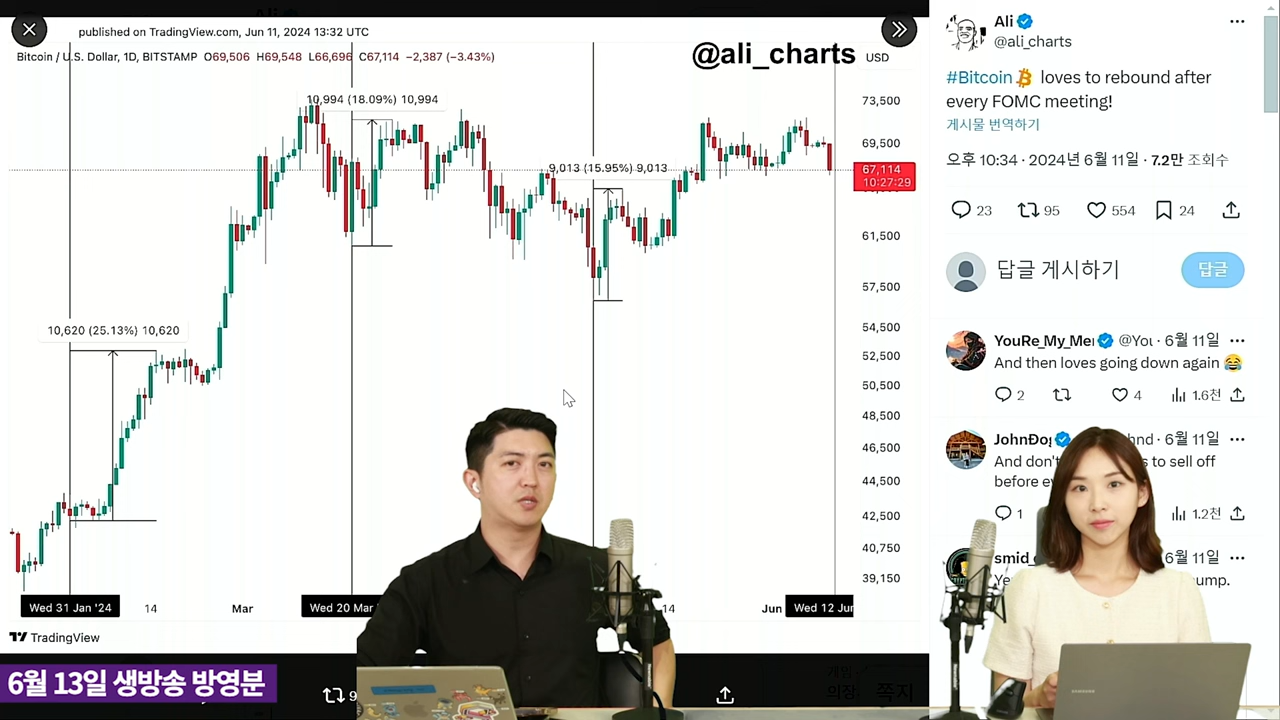 published on TradingView.com, Jun 11, 2024 13:32 UTC
Bitcoin / U.S. Dollar, 1D, BITSTAMP O69,506 H69,548 L66,696 C67,114 −2,387 (−3.43%)
@ali_charts
USD
10,994 (18.09%) 10,994
9,013 (15.95%) 9,013
10,620 (25.13%) 10,620
73,500
69,500
67,114
10:27:29
61,500
57,500
54,500
52,500
50,500
48,500
46,500
44,500
42,500
40,750
39,150
Wed 31 Jan '24
14
Mar
Wed 20 Mar
14
Jun
Wed 12 Jun
TradingView
6월 13일 생방송 방영분
쪽지
Ali
@ali_charts
#Bitcoin loves to rebound after
every FOMC meeting!
게시물 번역하기
오후 10:34 · 2024년 6월 11일 · 7.2만 조회수
23 95 554 24
답글 게시하기
답글
YouRe_My_Me @You · 6월 11일
And then loves going down again 😂
2 4 1.6천
6월 11일
And don't s to sell off
before
1 1.2천
smid_ 6월 11일
ump.
SAMSUNG